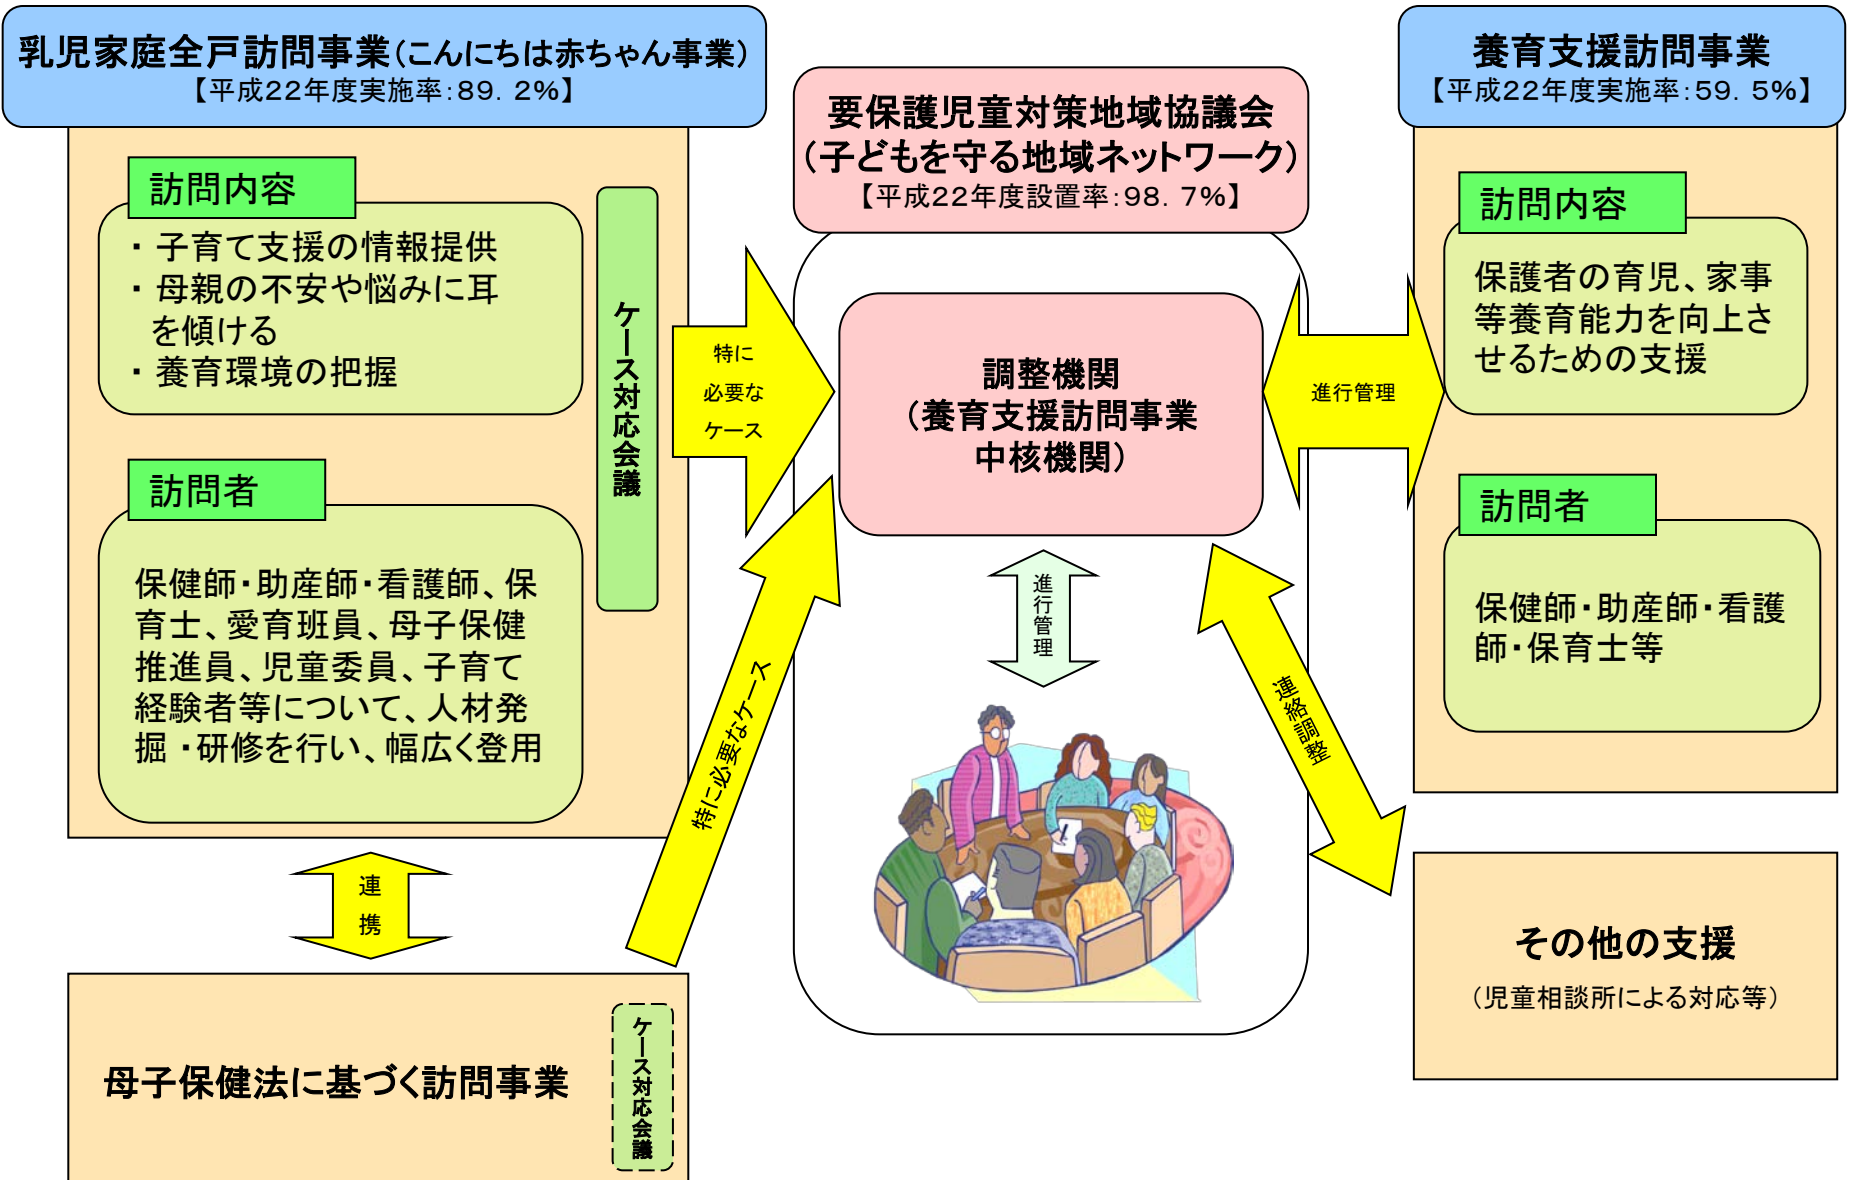 乳児家庭全戸訪問事業(こんにちは赤ちゃん事業)
【平成22年度実施率:89. 2%】
訪問内容
・ 子育て支援の情報提供
・ 母親の不安や悩みに耳
を傾ける
・ 養育環境の把握
訪問者
保健師・助産師・看護師、保
育士、愛育班員、母子保健
推進員、児童委員、子育て
経験者等について、人材発
掘 ・研修を行い、幅広く登用
ケース対応会議
特に
必要な
ケース
連
携
母子保健法に基づく訪問事業
ケース対応会議
特に必要なケース
要保護児童対策地域協議会
(子どもを守る地域ネットワーク)
【平成22年度設置率:98. 7%】
調整機関
(養育支援訪問事業
中核機関)
進行管理
進行管理
連絡調整
養育支援訪問事業
【平成22年度実施率:59. 5%】
訪問内容
保護者の育児、家事
等養育能力を向上さ
せるための支援
訪問者
保健師・助産師・看護
師・保育士等
その他の支援
(児童相談所による対応等)